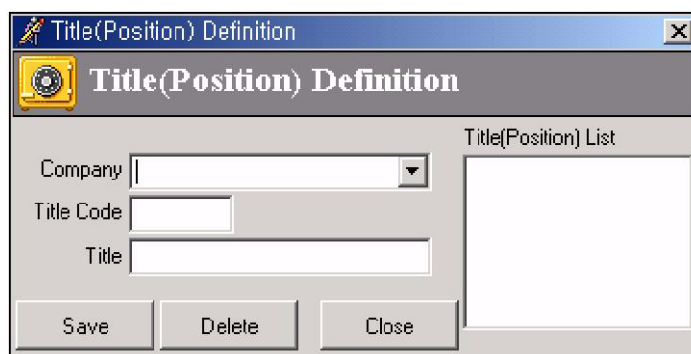 Title(Position) Definition
Title(Position) Definition
Title(Position) List
Company
Title Code
Title
Save Delete Close